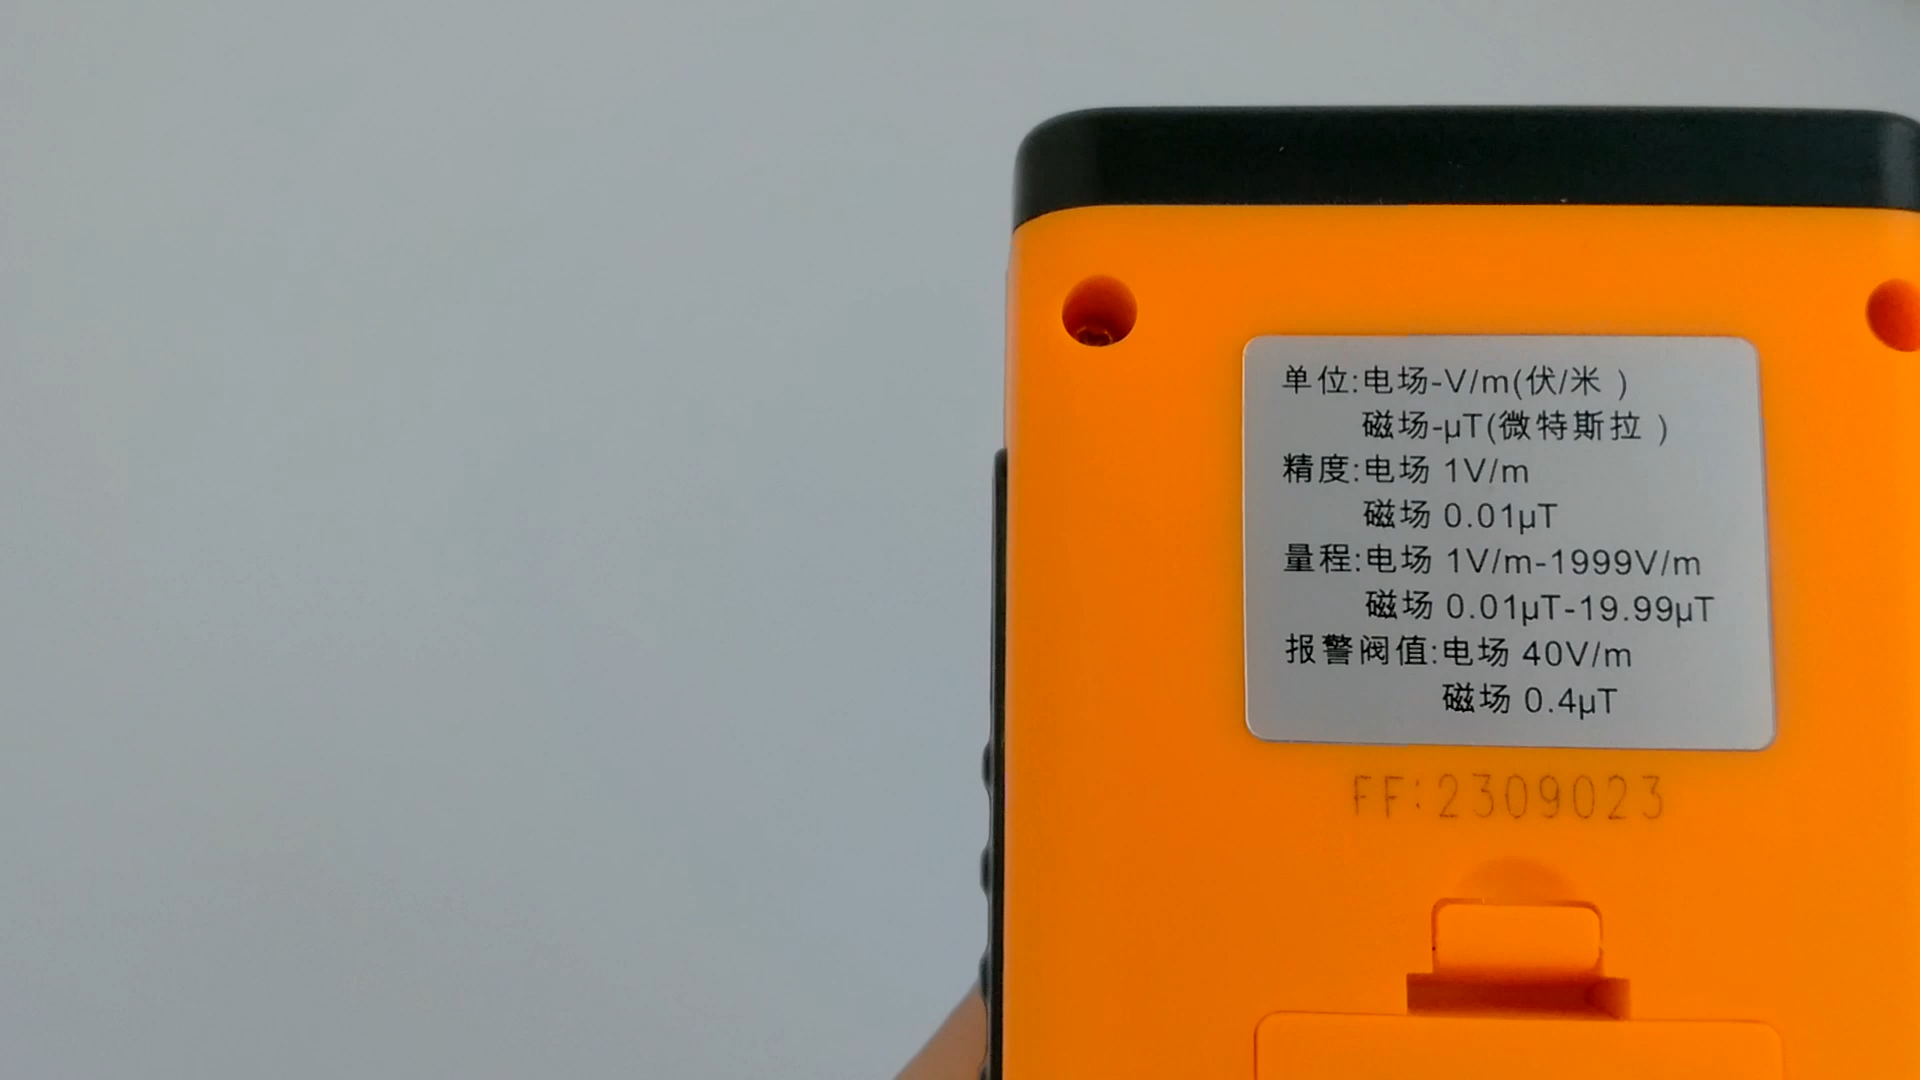 单位:电场-V/m(伏/米 )
磁场-µT(微特斯拉 )
精度:电场 1V/m
磁场 0.01µT
量程:电场 1V/m-1999V/m
磁场 0.01µT-19.99µT
报警阀值:电场 40V/m
磁场 0.4µT
FF:2309023